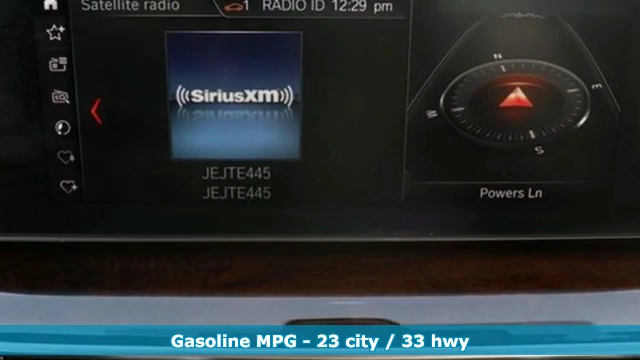 Satellite radio
1 RADIO ID 12:29 pm
((SiriusXM))
JEJTE445
JEJTE445
N
E
W
S
Powers Ln
Gasoline MPG - 23 city / 33 hwy